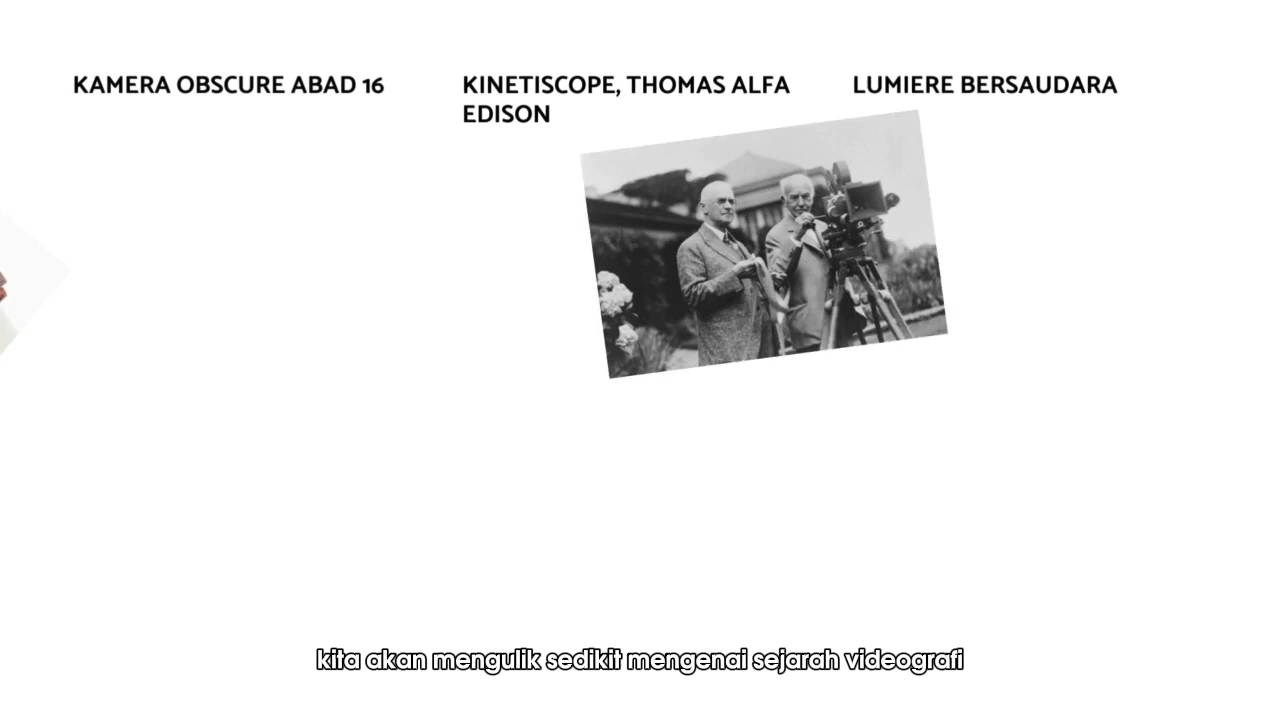 KAMERA OBSCURE ABAD 16
KINETISCOPE, THOMAS ALFA
EDISON
LUMIERE BERSAUDARA
kita akan mengulik sedikit mengenai sejarah videografi